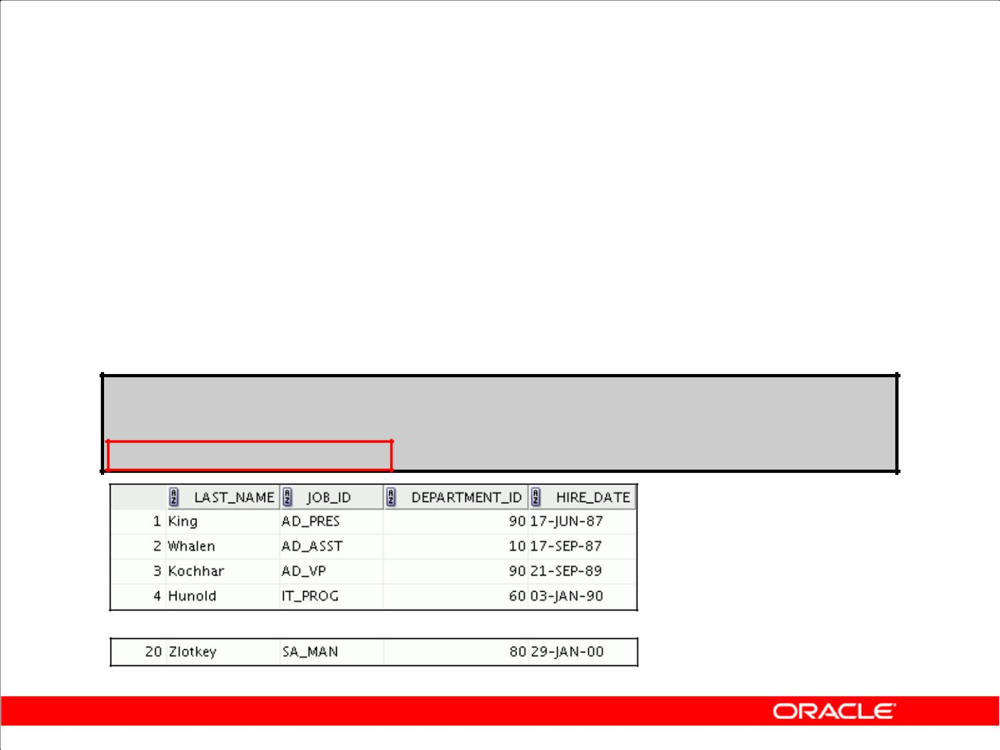 LAST_NAME JOB_ID DEPARTMENT_ID HIRE_DATE
1 King AD_PRES 90 17-JUN-87
2 Whalen AD_ASST 10 17-SEP-87
3 Kochhar AD_VP 90 21-SEP-89
4 Hunold IT_PROG 60 03-JAN-90
20 Zlotkey SA_MAN 80 29-JAN-00
ORACLE